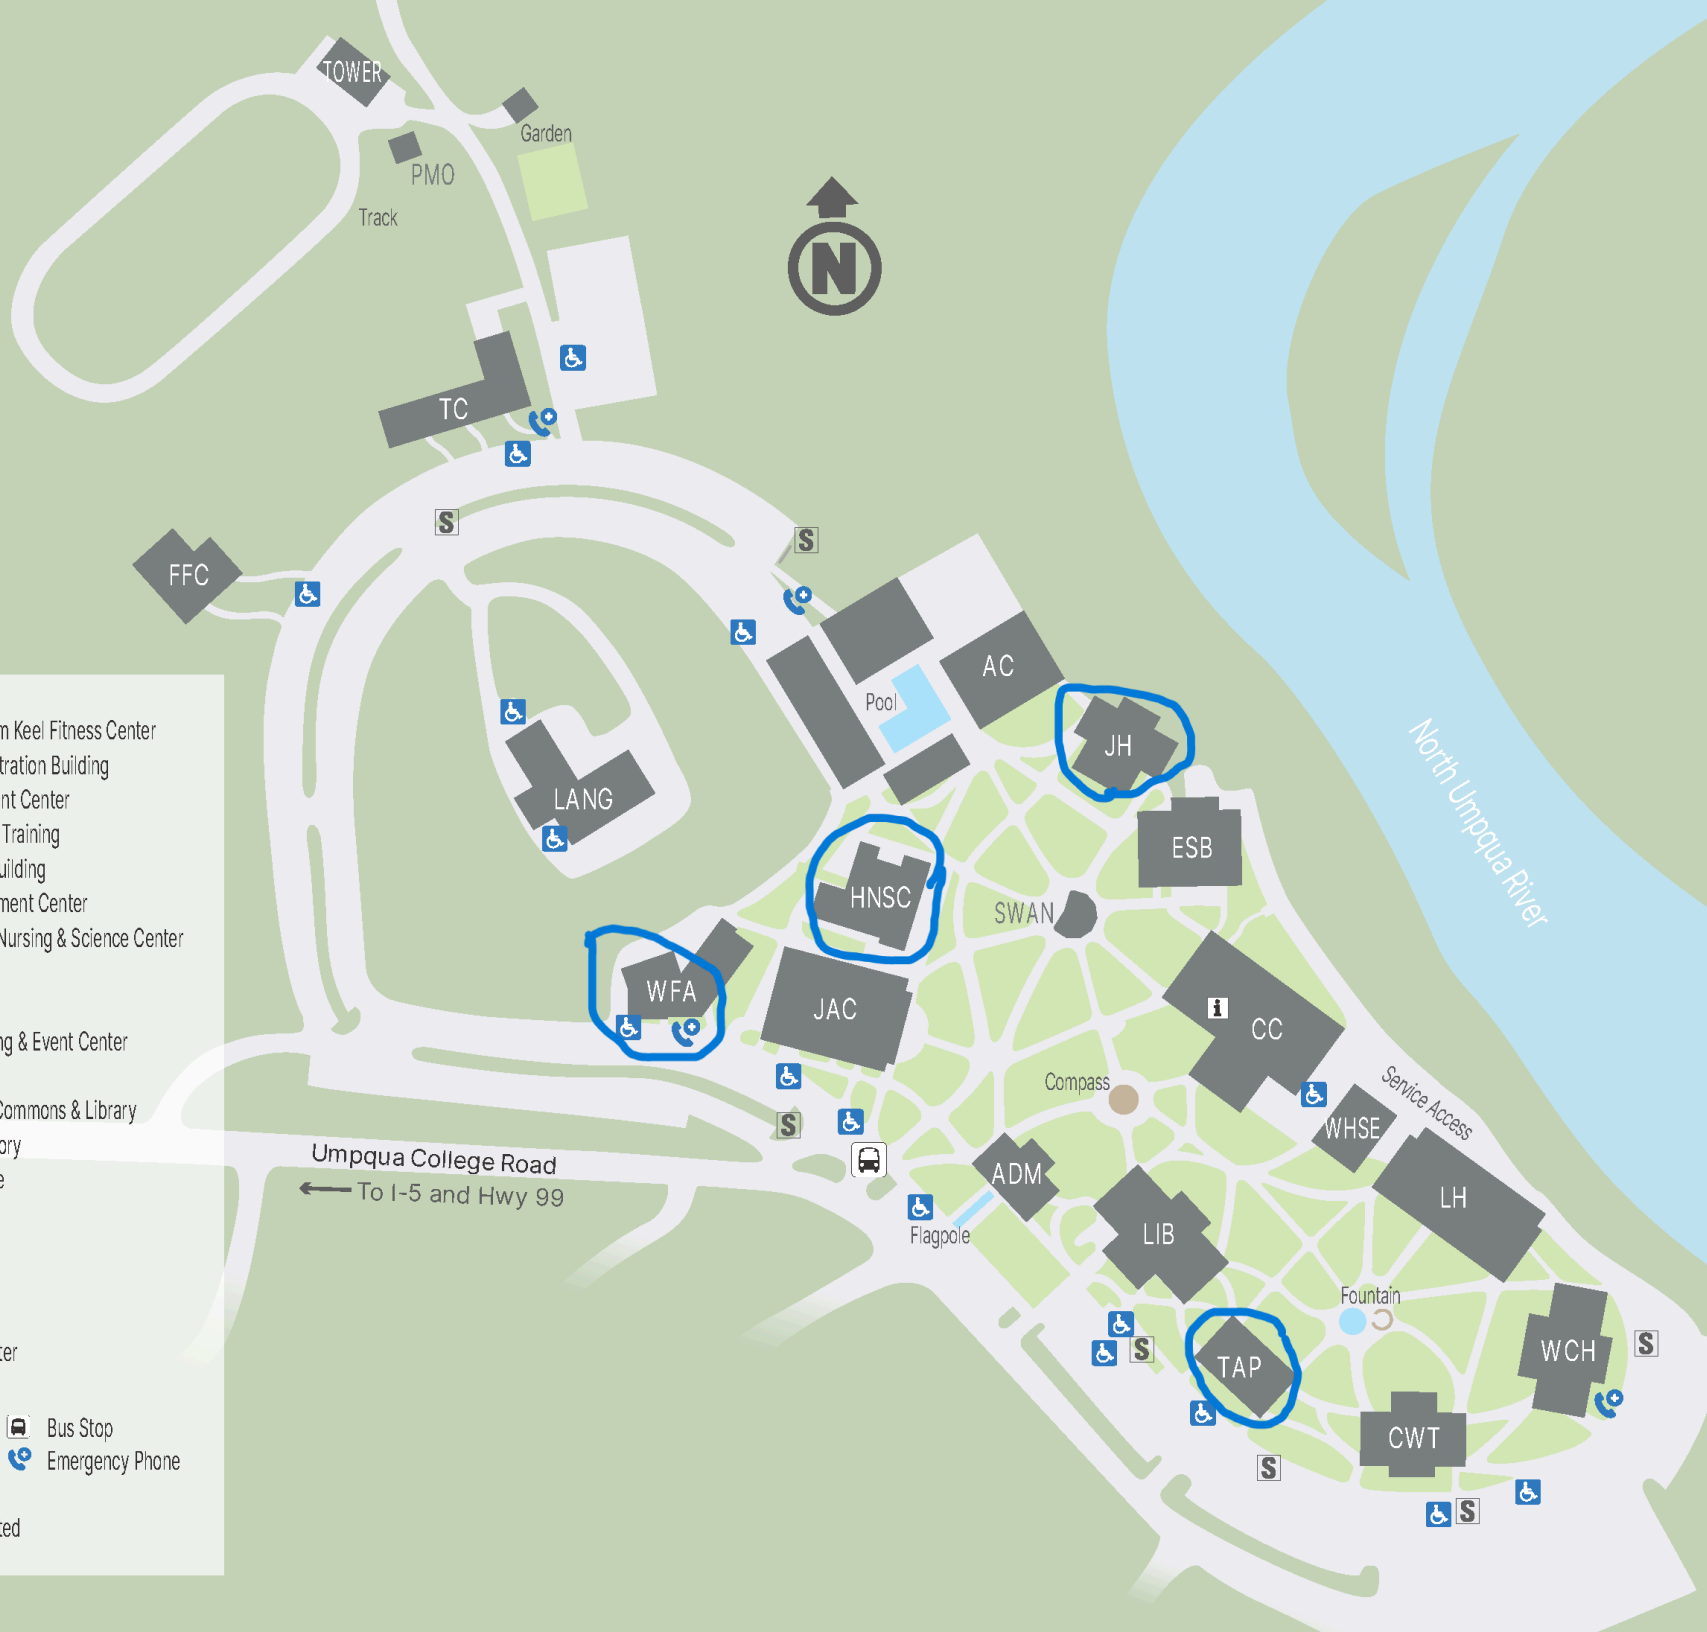 TOWER
Garden
PMO
Track
N
TC
S
S
FFC
AC
Pool
JH
LANG
ESB
HNSC
SWAN
WFA
JAC
i
CC
Compass
Service Access
WHSE
S
ADM
LH
LIB
Flagpole
Umpqua College Road
To I-5 and Hwy 99
North Umpqua River
Fountain
S
TAP
WCH
S
CWT
S
S
m Keel Fitness Center
tration Building
nt Center
Training
uilding
ment Center
Nursing & Science Center
ng & Event Center
Commons & Library
ory
e
ter
Bus Stop
Emergency Phone
ted